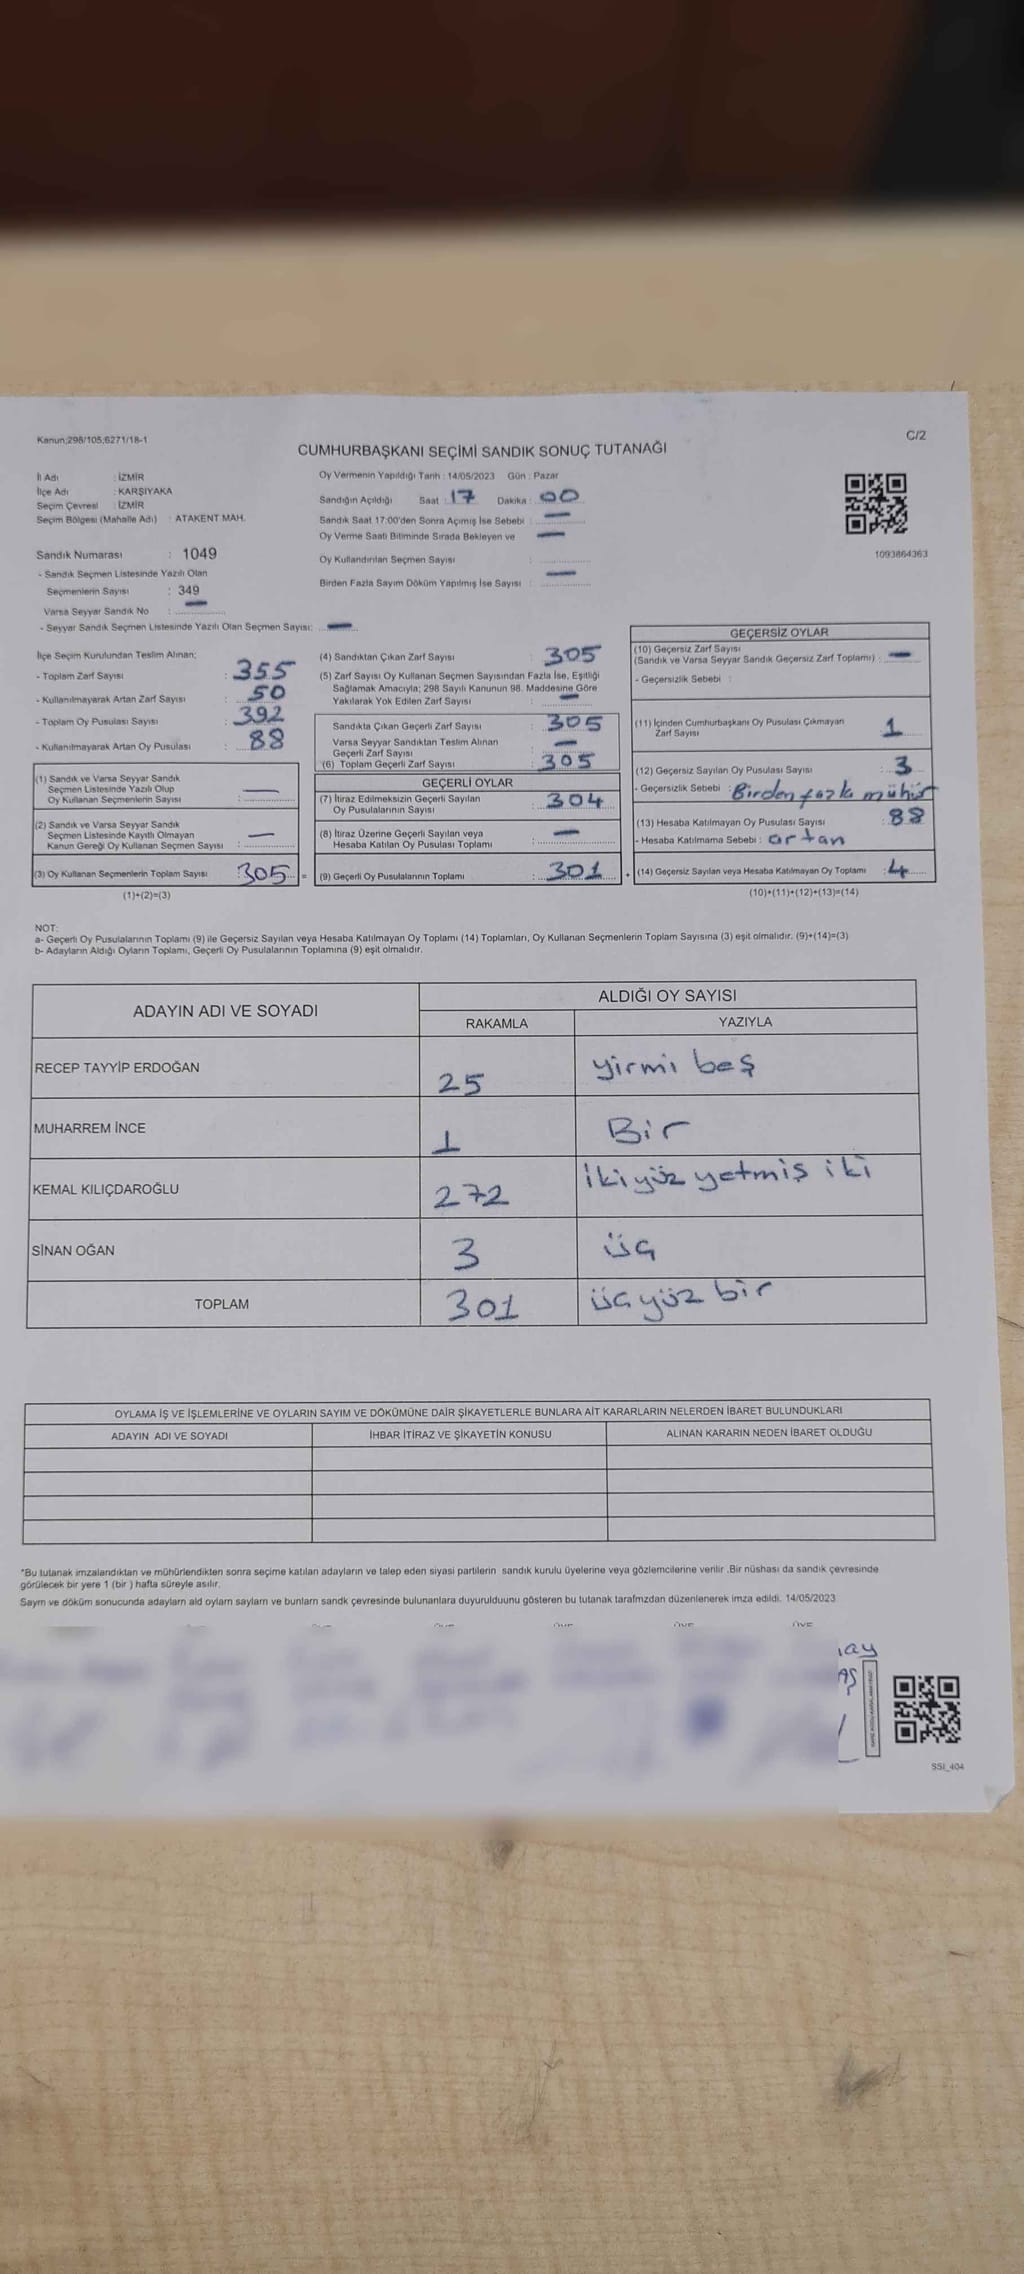 Kanun;298/105;6271/18-1
C/2
CUMHURBAŞKANI SEÇİMİ SANDIK SONUÇ TUTANAĞI
İl Adı : İZMİR
İlçe Adı : KARŞIYAKA
Seçim Çevresi : İZMİR
Seçim Bölgesi (Mahalle Adı) : ATAKENT MAH.
Sandık Numarası : 1049
- Sandık Seçmen Listesinde Yazılı Olan
Seçmenlerin Sayısı : 349
Varsa Seyyar Sandık No : —
- Seyyar Sandık Seçmen Listesinde Yazılı Olan Seçmen Sayısı: —
Oy Vermenin Yapıldığı Tarih : 14/05/2023 Gün : Pazar
Sandığın Açıldığı Saat : 17 Dakika : 00
Sandık Saat 17:00'den Sonra Açımış İse Sebebi : —
Oy Verme Saati Bitiminde Sırada Bekleyen ve —
Oy Kullandırılan Seçmen Sayısı :
Birden Fazla Sayım Döküm Yapılmış İse Sayısı : —
1093864363
İlçe Seçim Kurulundan Teslim Alınan;
- Toplam Zarf Sayısı : 355
- Kullanılmayarak Artan Zarf Sayısı : 50
- Toplam Oy Pusulası Sayısı : 392
- Kullanılmayarak Artan Oy Pusulası : 88
(1) Sandık ve Varsa Seyyar Sandık
Seçmen Listesinde Yazılı Olup
Oy Kullanan Seçmenlerin Sayısı : —
(2) Sandık ve Varsa Seyyar Sandık
Seçmen Listesinde Kayıtlı Olmayan
Kanun Gereği Oy Kullanan Seçmen Sayısı : —
(3) Oy Kullanan Seçmenlerin Toplam Sayısı : 305 =
(1)+(2)=(3)
(4) Sandıktan Çıkan Zarf Sayısı : 305
(5) Zarf Sayısı Oy Kullanan Seçmen Sayısından Fazla İse, Eşitliği
Sağlamak Amacıyla; 298 Sayılı Kanunun 98. Maddesine Göre
Yakılarak Yok Edilen Zarf Sayısı : —
Sandıkta Çıkan Geçerli Zarf Sayısı : 305
Varsa Seyyar Sandıktan Teslim Alınan
Geçerli Zarf Sayısı : —
(6) Toplam Geçerli Zarf Sayısı : 305
GEÇERLİ OYLAR
(7) İtiraz Edilmeksizin Geçerli Sayılan
Oy Pusulalarının Sayısı : 304
(8) İtiraz Üzerine Geçerli Sayılan veya
Hesaba Katılan Oy Pusulası Toplamı : —
(9) Geçerli Oy Pusulalarının Toplamı : 301 +
GEÇERSİZ OYLAR
(10) Geçersiz Zarf Sayısı
(Sandık ve Varsa Seyyar Sandık Geçersiz Zarf Toplamı) : —
- Geçersizlik Sebebi :
(11) İçinden Cumhurbaşkanı Oy Pusulası Çıkmayan
Zarf Sayısı : 1
(12) Geçersiz Sayılan Oy Pusulası Sayısı : 3
- Geçersizlik Sebebi : Birden fazla mühür
(13) Hesaba Katılmayan Oy Pusulası Sayısı : 88
- Hesaba Katılmama Sebebi : artan
(14) Geçersiz Sayılan veya Hesaba Katılmayan Oy Toplamı : 4
(10)+(11)+(12)+(13)=(14)
NOT:
a- Geçerli Oy Pusulalarının Toplamı (9) ile Geçersiz Sayılan veya Hesaba Katılmayan Oy Toplamı (14) Toplamları, Oy Kullanan Seçmenlerin Toplam Sayısına (3) eşit olmalıdır. (9)+(14)=(3)
b- Adayların Aldığı Oyların Toplamı, Geçerli Oy Pusulalarının Toplamına (9) eşit olmalıdır.
ADAYIN ADI VE SOYADI
ALDIĞI OY SAYISI
RAKAMLA YAZIYLA
RECEP TAYYİP ERDOĞAN 25 yirmi beş
MUHARREM İNCE 1 Bir
KEMAL KILIÇDAROĞLU 272 ikiyüz yetmiş iki
SİNAN OĞAN 3 üç
TOPLAM 301 üçyüz bir
OYLAMA İŞ VE İŞLEMLERİNE VE OYLARIN SAYIM VE DÖKÜMÜNE DAİR ŞİKAYETLERLE BUNLARA AİT KARARLARIN NELERDEN İBARET BULUNDUKLARI
ADAYIN ADI VE SOYADI İHBAR İTİRAZ VE ŞİKAYETİN KONUSU ALINAN KARARIN NEDEN İBARET OLDUĞU
*Bu tutanak imzalandıktan ve mühürlendikten sonra seçime katılan adayların ve talep eden siyasi partilerin sandık kurulu üyelerine veya gözlemcilerine verilir .Bir nüshası da sandık çevresinde
görülecek bir yere 1 (bir ) hafta süreyle asılır.
Sayım ve döküm sonucunda adayların ald oyların sayları ve bunların sandk çevresinde bulunanlara duyurulduunu gösteren bu tutanak tarafmzdan düzenlenerek imza edildi. 14/05/2023
ÜYE ÜYE ÜYE ÜYE ÜYE
SSI_404